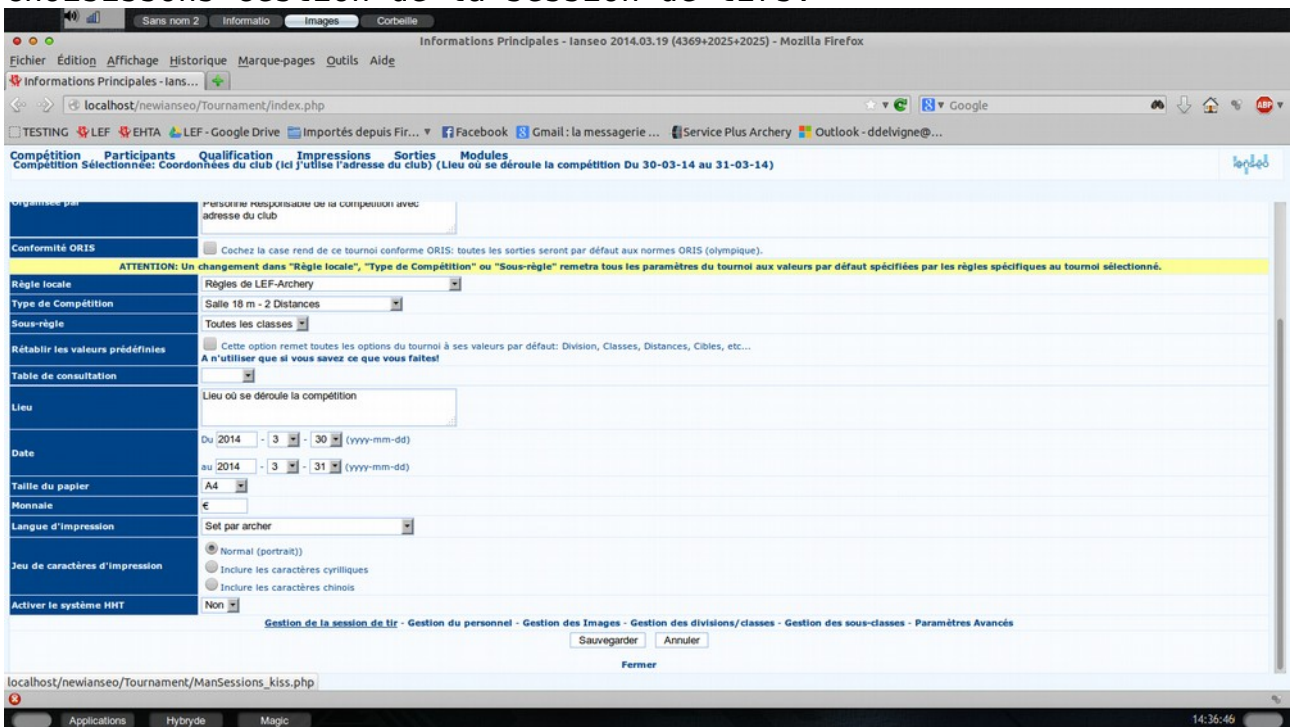 choisissons Gestion de la session de tirs.
Sans nom 2 Informatio Images Corbeille
Informations Principales - Ianseo 2014.03.19 (4369+2025+2025) - Mozilla Firefox
Fichier Édition Affichage Historique Marque-pages Outils Aide
Informations Principales - Ians...
localhost/newianseo/Tournament/index.php
Google
TESTING LEF EHTA LEF - Google Drive Importés depuis Fir... Facebook Gmail : la messagerie ... Service Plus Archery Outlook - ddelvigne@...
Compétition Participants Qualification Impressions Sorties Modules
Compétition Sélectionnée: Coordonnées du club (ici j'utilse l'adresse du club) (Lieu où se déroule la compétition Du 30-03-14 au 31-03-14)
ianseo
Organisée par
Personne Responsable de la compétition avec
adresse du club
Conformité ORIS
Cochez la case rend de ce tournoi conforme ORIS: toutes les sorties seront par défaut aux normes ORIS (olympique).
ATTENTION: Un changement dans "Règle locale", "Type de Compétition" ou "Sous-règle" remetra tous les paramètres du tournoi aux valeurs par défaut spécifiées par les règles spécifiques au tournoi sélectionné.
Règle locale Règles de LEF-Archery
Type de Compétition Salle 18 m - 2 Distances
Sous-règle Toutes les classes
Rétablir les valeurs prédéfinies
Cette option remet toutes les options du tournoi à ses valeurs par défaut: Division, Classes, Distances, Cibles, etc...
A n'utiliser que si vous savez ce que vous faites!
Table de consultation
Lieu
Lieu où se déroule la compétition
Date
Du 2014 - 3 - 30 (yyyy-mm-dd)
au 2014 - 3 - 31 (yyyy-mm-dd)
Taille du papier A4
Monnaie €
Langue d'impression Set par archer
Jeu de caractères d'impression
Normal (portrait))
Inclure les caractères cyrilliques
Inclure les caractères chinois
Activer le système HHT Non
Gestion de la session de tir - Gestion du personnel - Gestion des Images - Gestion des divisions/classes - Gestion des sous-classes - Paramètres Avancés
Sauvegarder Annuler
Fermer
localhost/newianseo/Tournament/ManSessions_kiss.php
Applications Hybryde Magic 14:36:46